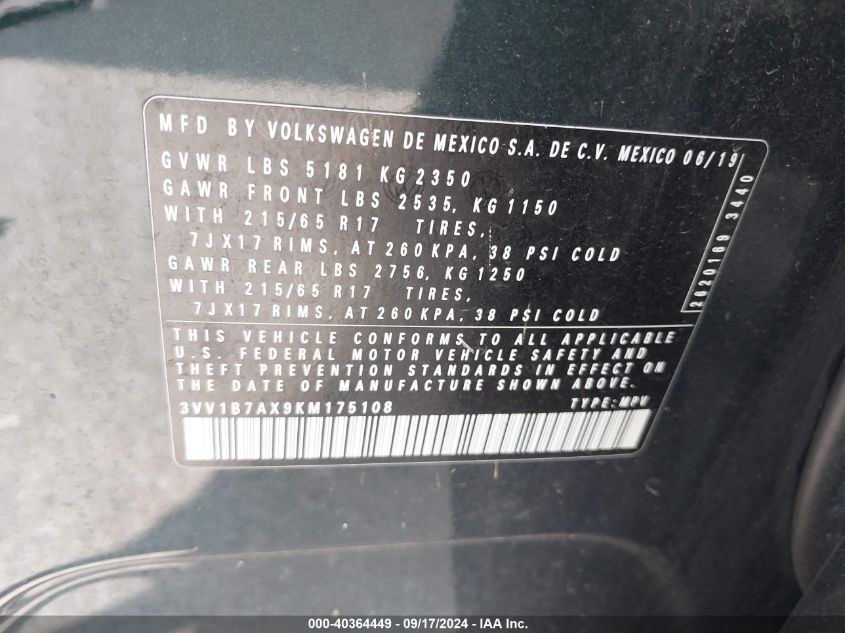 MFD BY VOLKSWAGEN DE MEXICO S.A. DE C.V. MEXICO 06/19
GVWR LBS 5181 KG 2350
GAWR FRONT LBS 2535, KG 1150
WITH 215/65 R17 TIRES,
7JX17 RIMS, AT 260 KPA, 38 PSI COLD
GAWR REAR LBS 2756, KG 1250
WITH 215/65 R17 TIRES,
7JX17 RIMS, AT 260 KPA, 38 PSI COLD
2620169 3440
THIS VEHICLE CONFORMS TO ALL APPLICABLE
U.S. FEDERAL MOTOR VEHICLE SAFETY AND
THEFT PREVENTION STANDARDS IN EFFECT ON
THE DATE OF MANUFACTURE SHOWN ABOVE.
3VV1B7AX9KM175108 TYPE:MPV
000-40364449 - 09/17/2024 - IAA Inc.